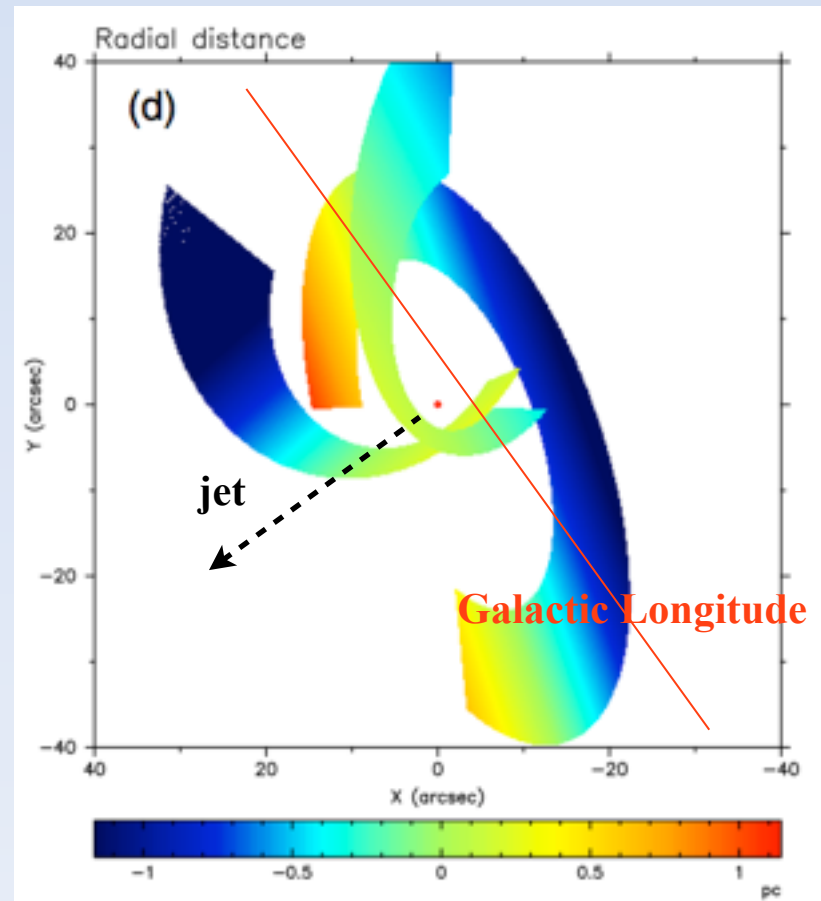 Radial distance
40
(d)
20
Y (arcsec)
0
jet
−20
Galactic Longitude
−40
40 20 0 −20 −40
X (arcsec)
−1 −0.5 0 0.5 1
pc